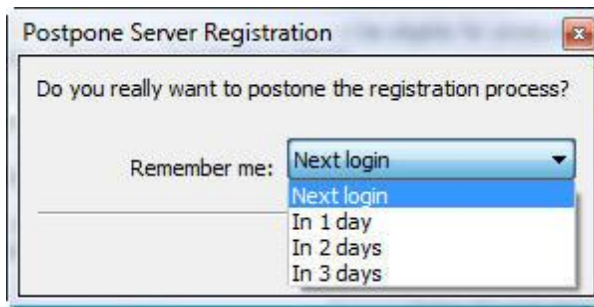 Postpone Server Registration
Do you really want to postone the registration process?
Remember me: Next login
Next login
In 1 day
In 2 days
In 3 days